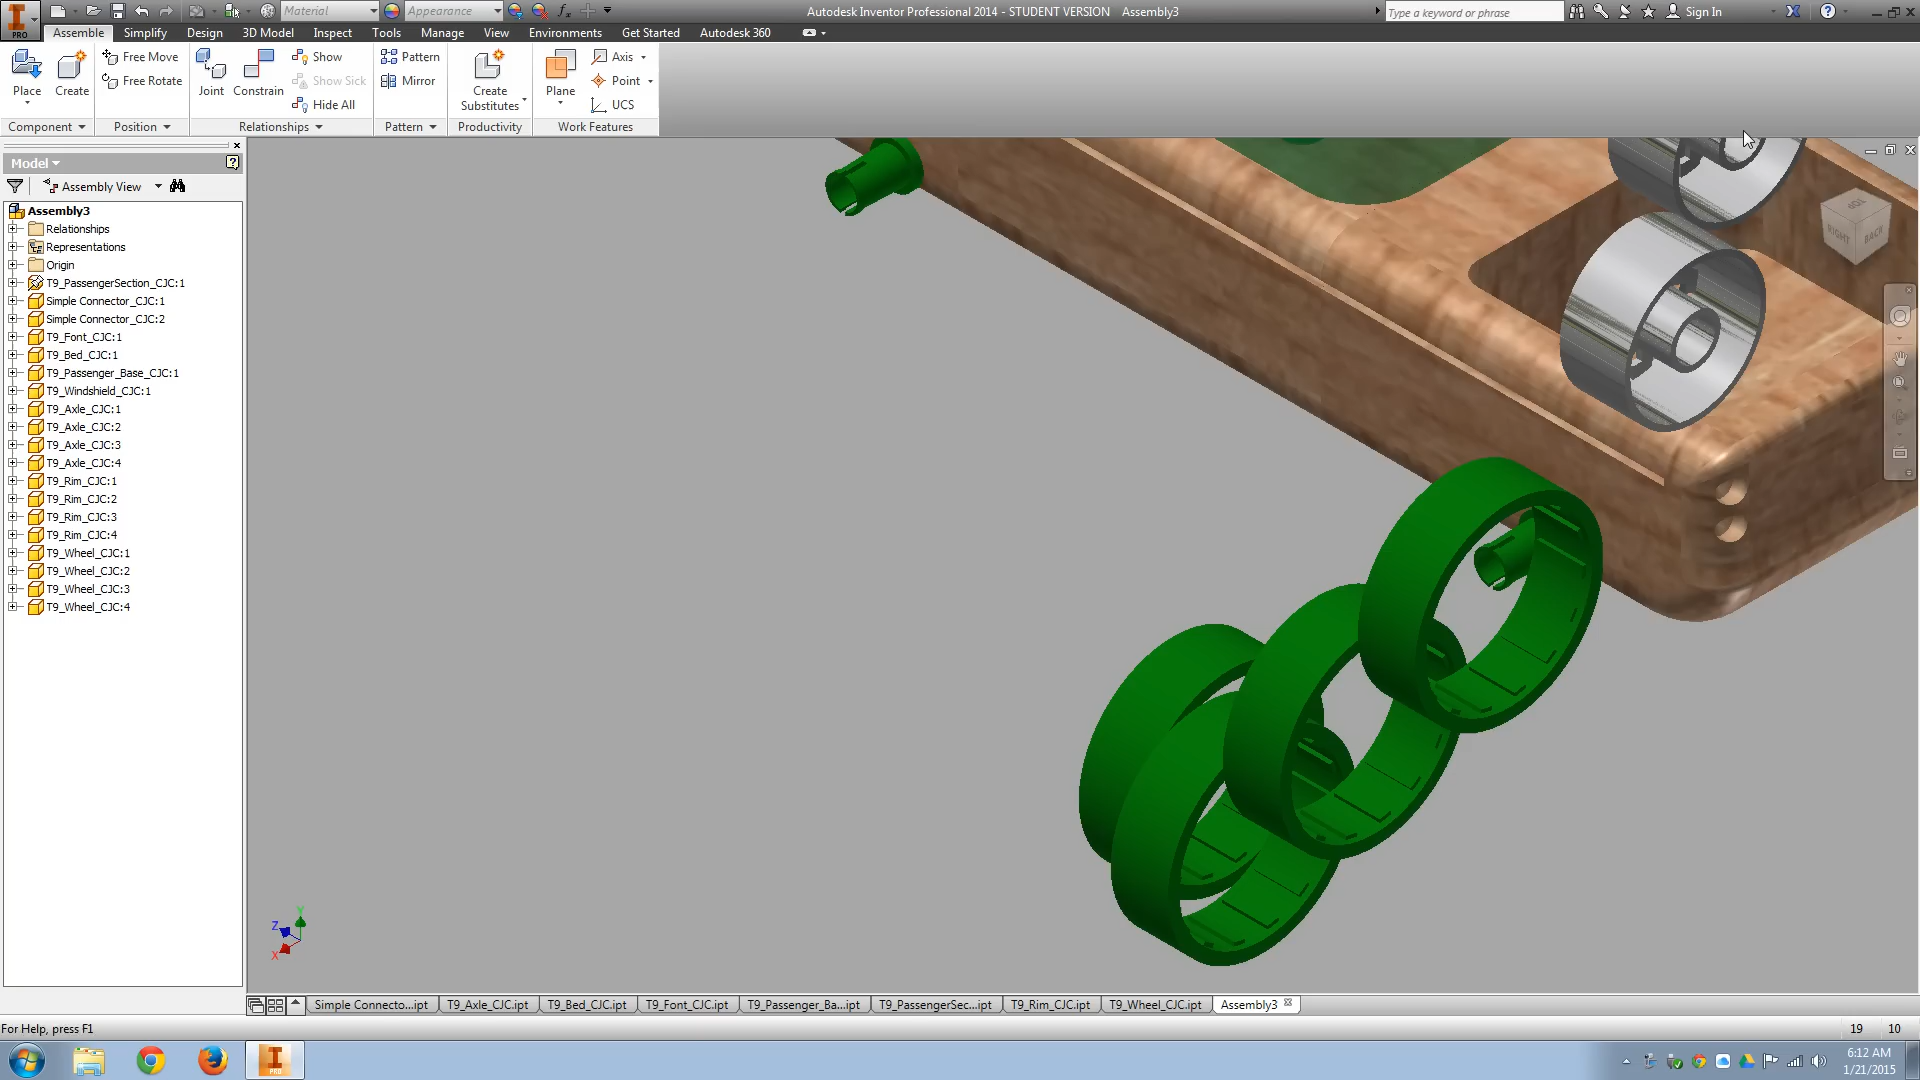 Material
Appearance
Autodesk Inventor Professional 2014 - STUDENT VERSION Assembly3
Type a keyword or phrase
Sign In
PRO
Assemble Simplify Design 3D Model Inspect Tools Manage View Environments Get Started Autodesk 360
Place
Create
Free Move
Free Rotate
Joint
Constrain
Show
Show Sick
Hide All
Pattern
Mirror
Create
Substitutes
Plane
Axis
Point
UCS
Component Position Relationships Pattern Productivity Work Features
Model
Assembly View
Assembly3
Relationships
Representations
Origin
T9_PassengerSection_CJC:1
Simple Connector_CJC:1
Simple Connector_CJC:2
T9_Font_CJC:1
T9_Bed_CJC:1
T9_Passenger_Base_CJC:1
T9_Windshield_CJC:1
T9_Axle_CJC:1
T9_Axle_CJC:2
T9_Axle_CJC:3
T9_Axle_CJC:4
T9_Rim_CJC:1
T9_Rim_CJC:2
T9_Rim_CJC:3
T9_Rim_CJC:4
T9_Wheel_CJC:1
T9_Wheel_CJC:2
T9_Wheel_CJC:3
T9_Wheel_CJC:4
TOP
RIGHT BACK
Y
Z
X
Simple Connecto...ipt T9_Axle_CJC.ipt T9_Bed_CJC.ipt T9_Font_CJC.ipt T9_Passenger_Ba...ipt T9_PassengerSec...ipt T9_Rim_CJC.ipt T9_Wheel_CJC.ipt Assembly3
For Help, press F1
19 10
PRO
6:12 AM
1/21/2015